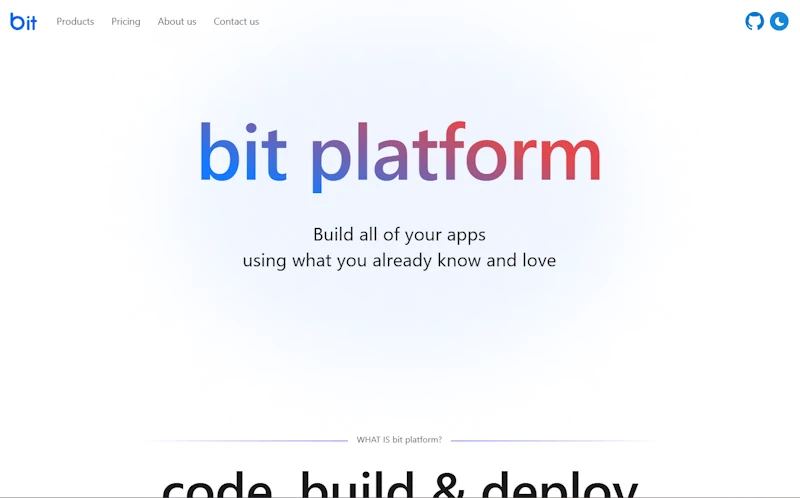 bit
Products
Pricing
About us
Contact us
bit platform
Build all of your apps
using what you already know and love
WHAT IS bit platform?
code, build & deploy